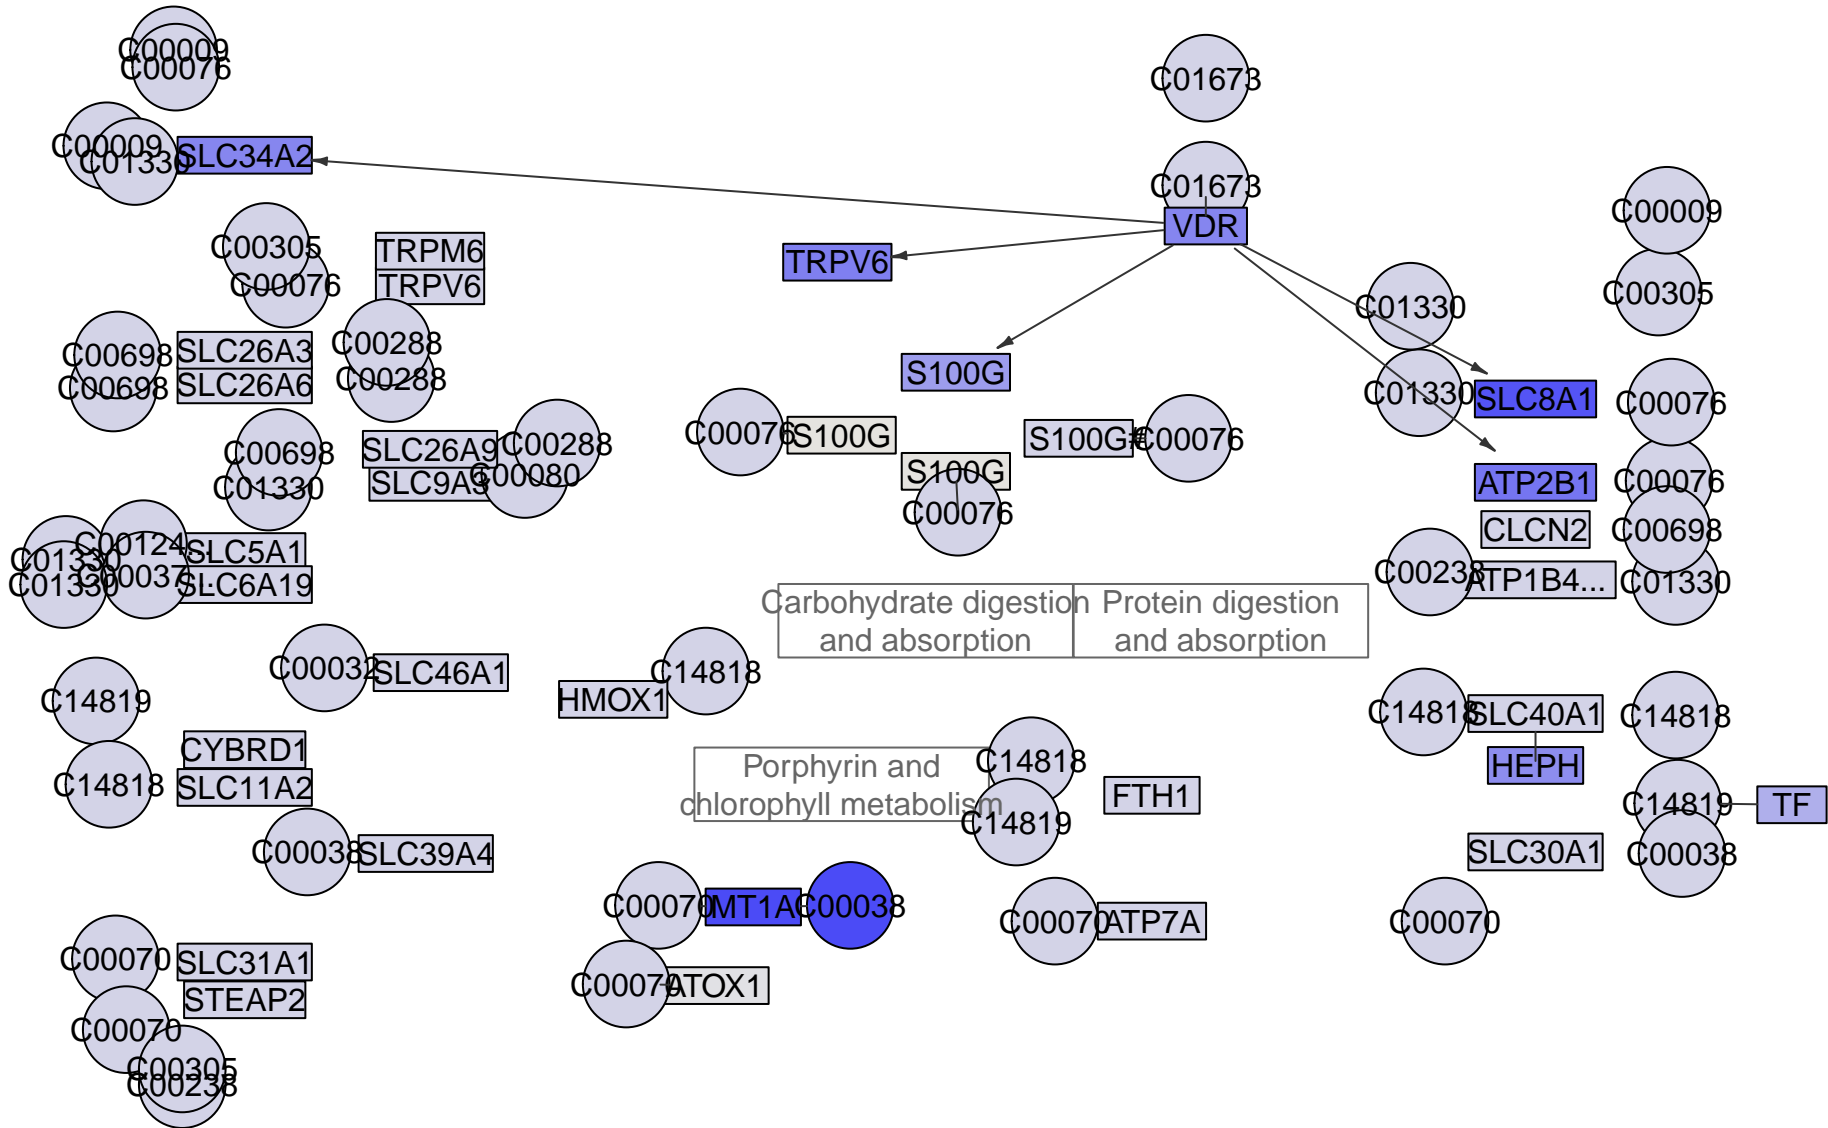 C00009
C00076
C01673
C00009
C01330
SLC34A2
C01673
VDR
C00009
C00305
C00076
TRPM6
TRPV6
TRPV6
C01330
C00305
C00698
C00698
SLC26A3
SLC26A6
C00288
C00288
S100G
C01330
SLC8A1
C00076
C00698
C01330
SLC26A9
SLC9A3
C00288
C00080
C00076
S100G
S100G#
C00076
S100G
C00076
ATP2B1
C00076
CLCN2
C00698
C01330
C01330
C00124...
C00037...
SLC5A1
SLC6A19
C00238
ATP1B4...
C01330
Carbohydrate digestion
and absorption
Protein digestion
and absorption
C00032
SLC46A1
HMOX1
C14818
C14819
C14818
CYBRD1
SLC11A2
C14818
SLC40A1
HEPH
C14818
Porphyrin and
chlorophyll metabolism
C14818
C14819
FTH1
C14819
TF
C00038
SLC39A4
SLC30A1
C00038
C00070
MT1A
C00038
C00070
ATP7A
C00070
C00070
SLC31A1
STEAP2
C00070
C00070
ATOX1
C00305
C00238